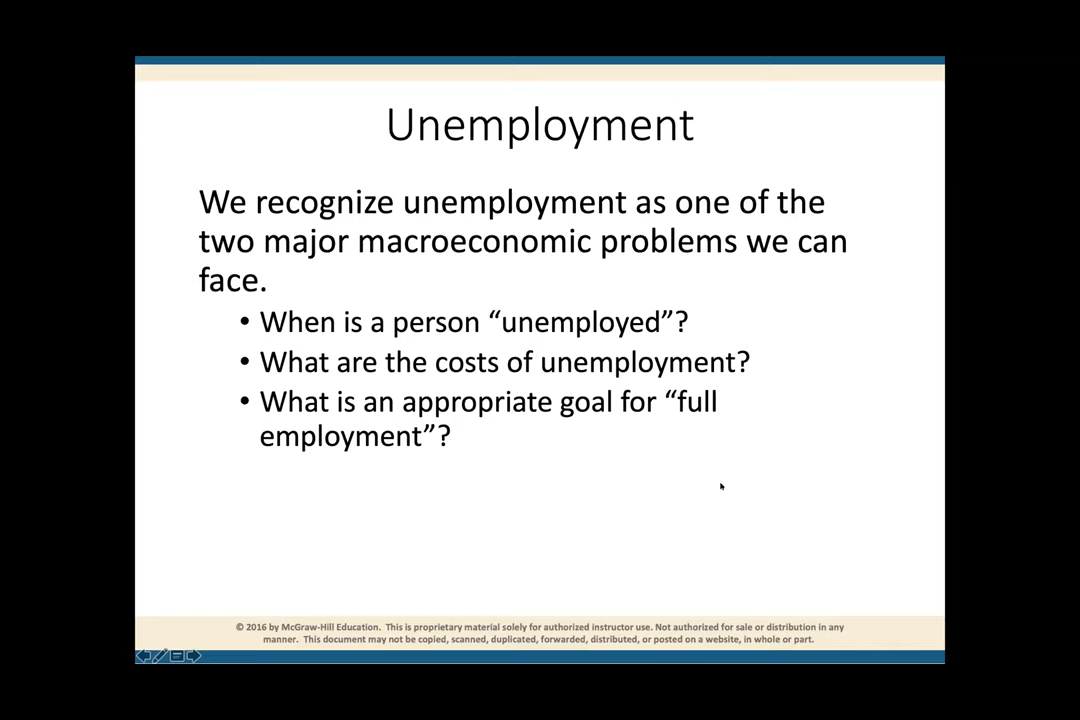 Unemployment
We recognize unemployment as one of the
two major macroeconomic problems we can
face.
• When is a person “unemployed”?
• What are the costs of unemployment?
• What is an appropriate goal for “full
employment”?
© 2016 by McGraw-Hill Education.  This is proprietary material solely for authorized instructor use. Not authorized for sale or distribution in any
manner.  This document may not be copied, scanned, duplicated, forwarded, distributed, or posted on a website, in whole or part.